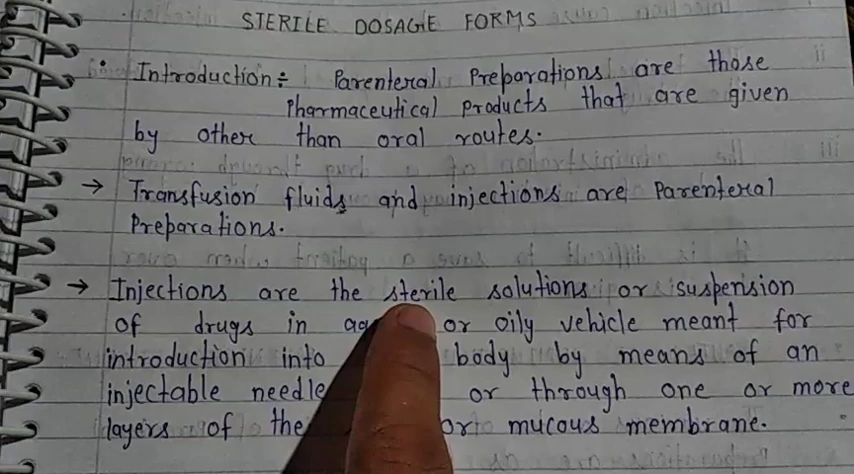 STERILE DOSAGE FORMS
Introduction:- Parenteral Preparations are those
Pharmaceutical Products that are given
by other than oral routes.
→ Transfusion fluids and injections are Parenteral
Preparations.
→ Injections are the sterile solutions or suspension
of drugs in or oily vehicle meant for
introduction into body by means of an
injectable needle or through one or more
layers of the or mucous membrane.